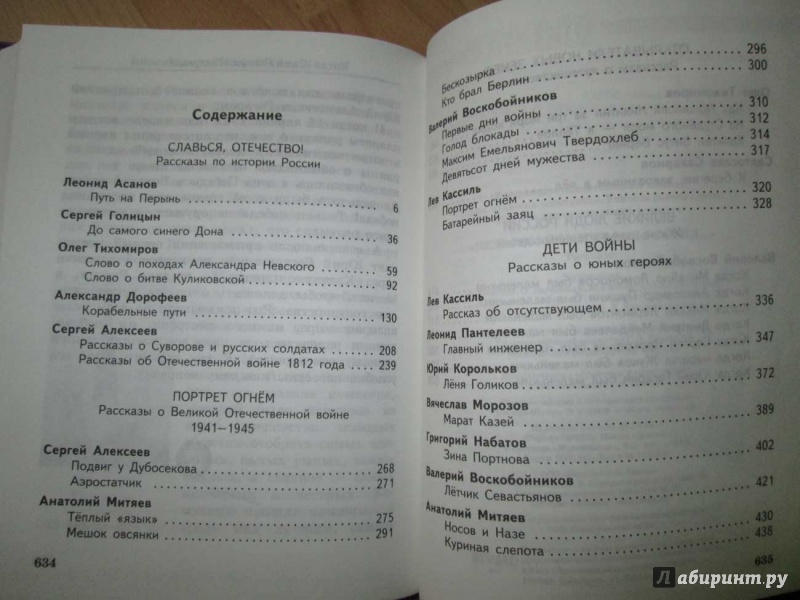 Содержание
СЛАВЬСЯ, ОТЕЧЕСТВО!
Рассказы по истории России
Леонид Асанов
Путь на Перынь 6
Сергей Голицын
До самого синего Дона 36
Олег Тихомиров
Слово о походах Александра Невского 59
Слово о битве Куликовской 92
Александр Дорофеев
Корабельные пути 130
Сергей Алексеев
Рассказы о Суворове и русских солдатах 208
Рассказы об Отечественной войне 1812 года 239
ПОРТРЕТ ОГНЁМ
Рассказы о Великой Отечественной войне
1941—1945
Сергей Алексеев
Подвиг у Дубосекова 268
Аэростатчик 271
Анатолий Митяев
Тёплый «язык» 275
Мешок овсянки 291
634
Бескозырка 296
Кто брал Берлин 300
Валерий Воскобойников
Первые дни войны 310
Голод блокады 312
Максим Емельянович Твердохлеб 314
Девятьсот дней мужества 317
Лев Кассиль
Портрет огнём 320
Батарейный заяц 328
ДЕТИ ВОЙНЫ
Рассказы о юных героях
Лев Кассиль
Рассказ об отсутствующем 336
Леонид Пантелеев
Главный инженер 347
Юрий Корольков
Лёня Голиков 372
Вячеслав Морозов
Марат Казей 389
Григорий Набатов
Зина Портнова 402
Валерий Воскобойников
Лётчик Севастьянов 421
Анатолий Митяев
Носов и Назе 430
Куриная слепота 438
635
Лабиринт.ру